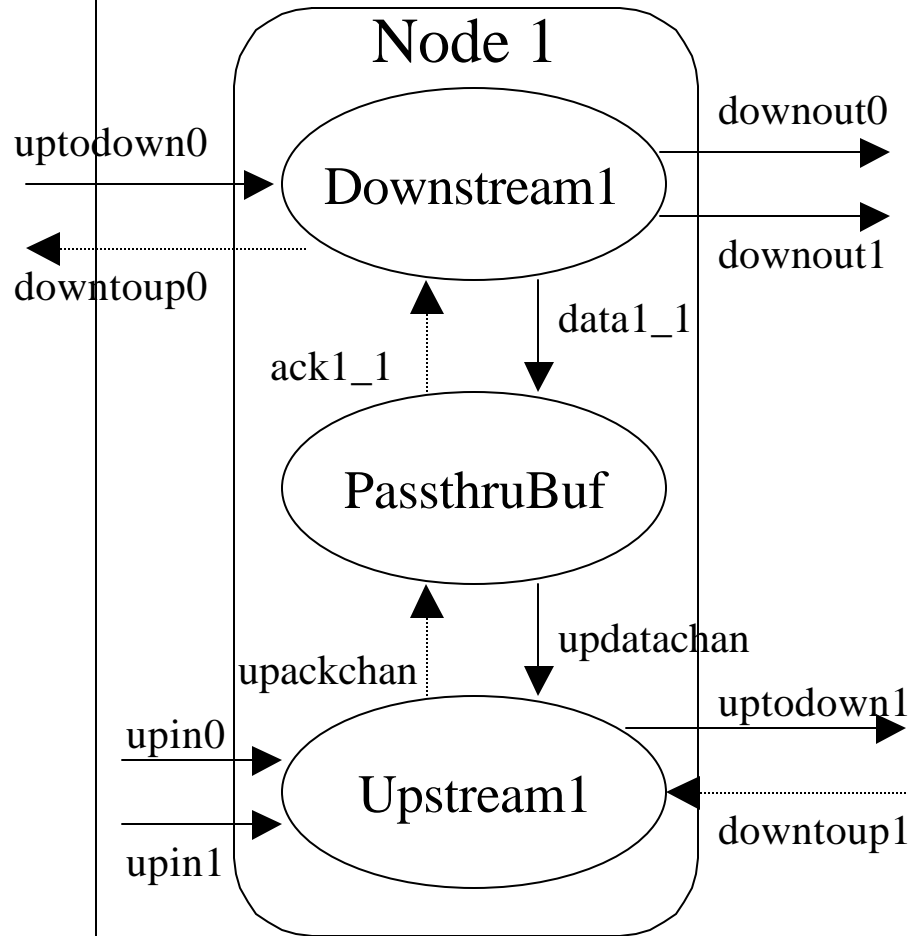 Node 1
downout0
uptodown0
Downstream1
downout1
downtoup0
data1_1
ack1_1
PassthruBuf
updatachan
upackchan
uptodown1
upin0
Upstream1
downtoup1
upin1